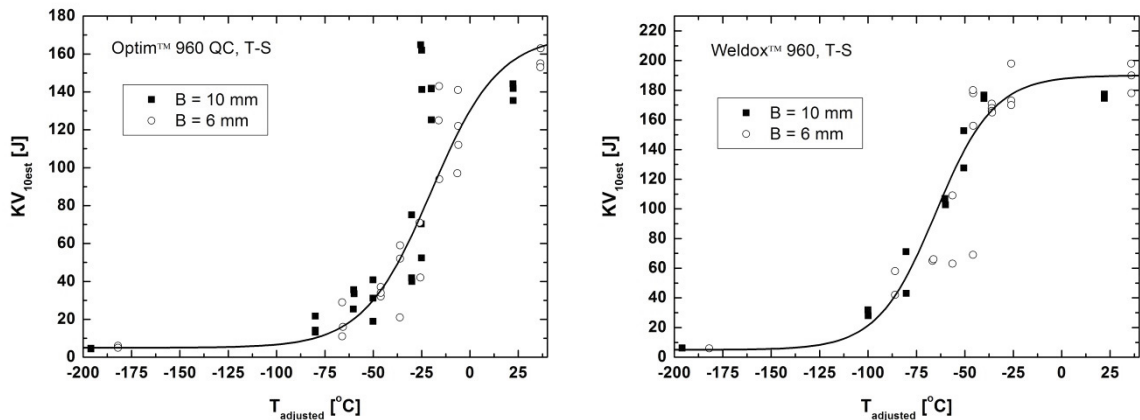 Optim™ 960 QC, T-S
B = 10 mm
B = 6 mm
KV10est [J]
180
160
140
120
100
80
60
40
20
0
-200 -175 -150 -125 -100 -75 -50 -25 0 25
Tadjusted [°C]
Weldox™ 960, T-S
B = 10 mm
B = 6 mm
KV10est [J]
220
200
180
160
140
120
100
80
60
40
20
0
-200 -175 -150 -125 -100 -75 -50 -25 0 25
Tadjusted [°C]